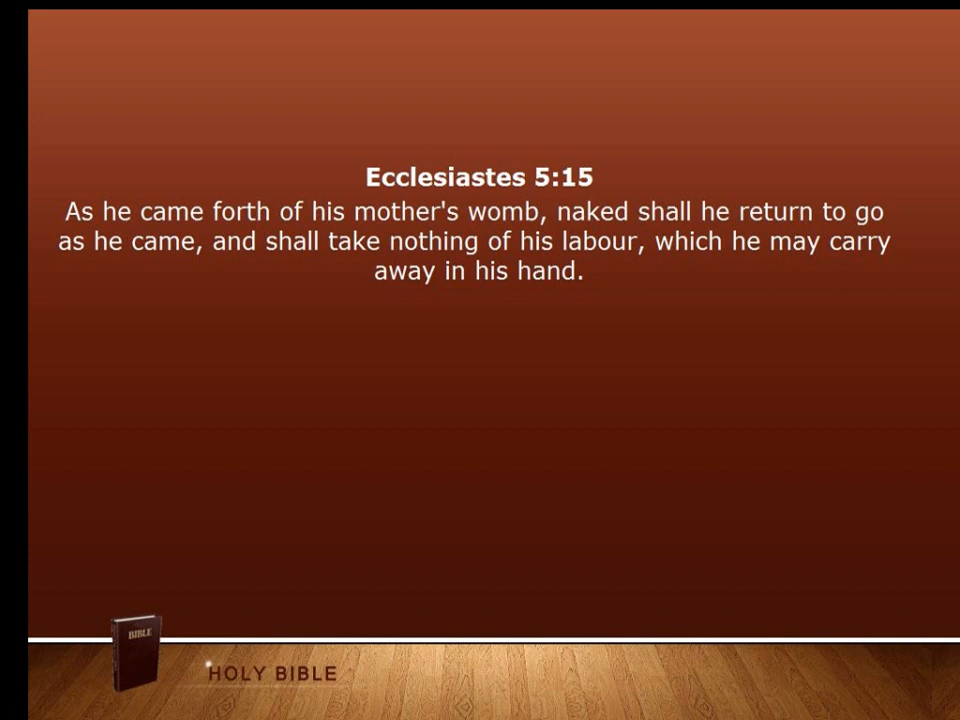 Ecclesiastes 5:15
As he came forth of his mother's womb, naked shall he return to go
as he came, and shall take nothing of his labour, which he may carry
away in his hand.
BIBLE
HOLY BIBLE